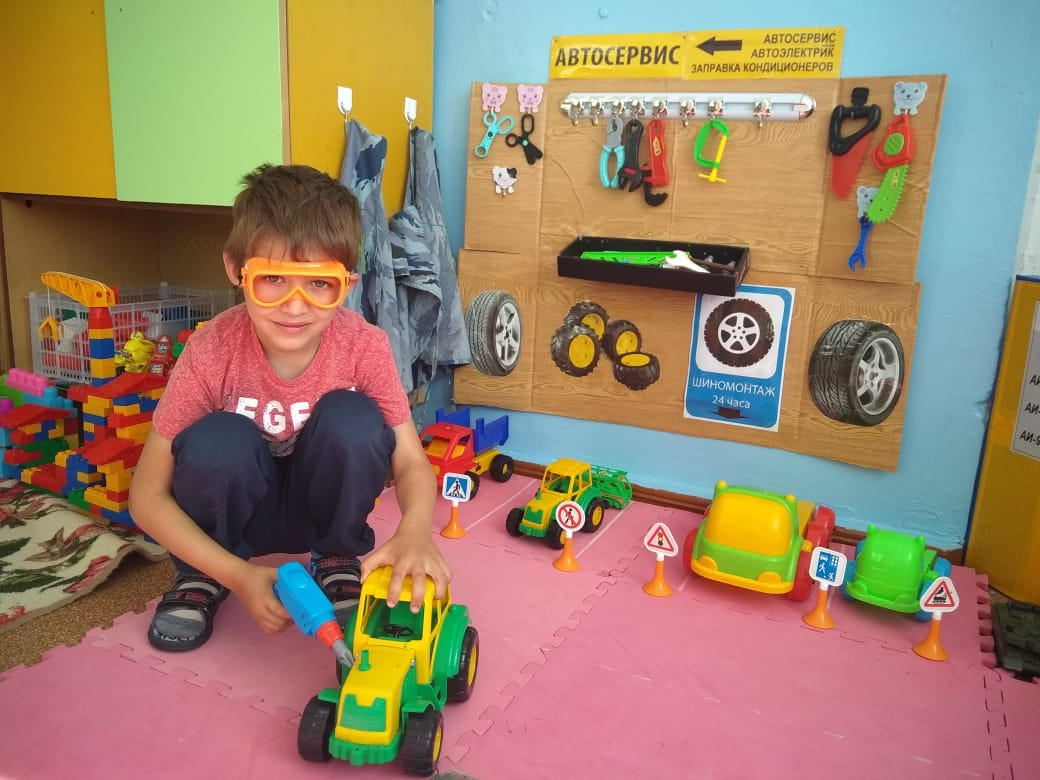 АВТОСЕРВИС
АВТОСЕРВИС
АВТОЭЛЕКТРИК
ЗАПРАВКА КОНДИЦИОНЕРОВ
ШИНОМОНТАЖ
24 часа
EGE